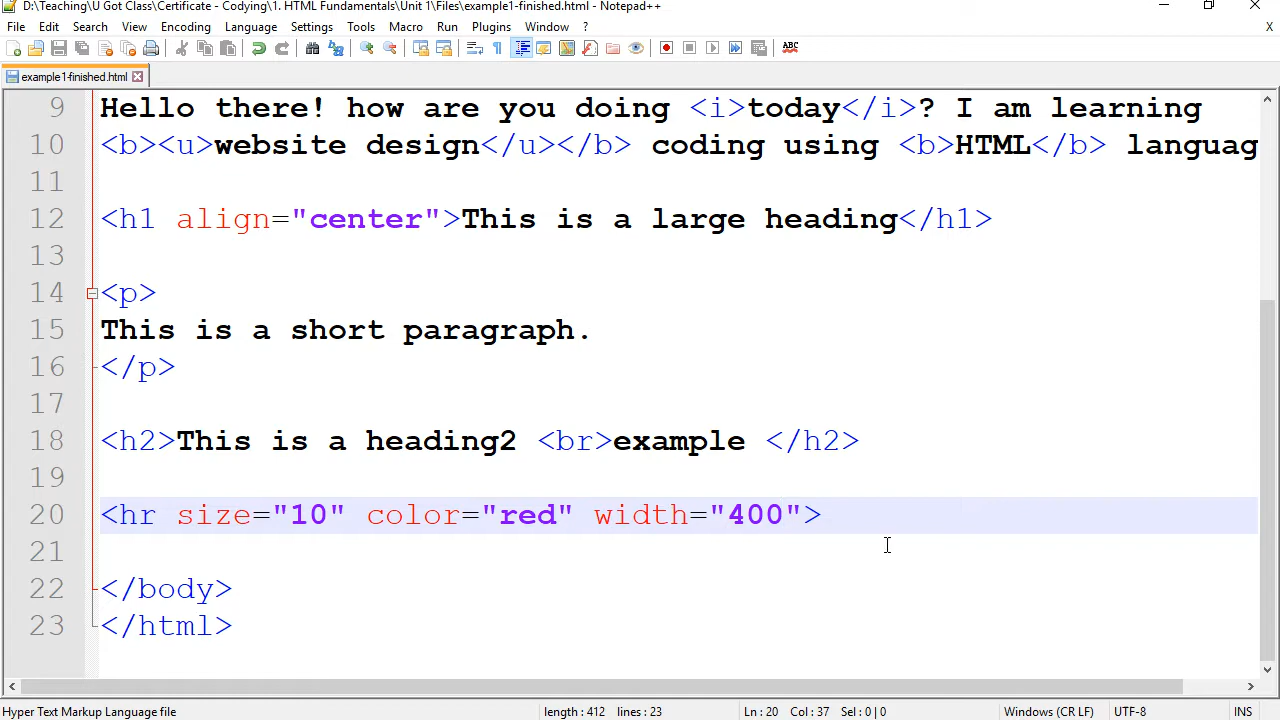 D:\Teaching\U Got Class\Certificate - Codying\1. HTML Fundamentals\Unit 1\Files\example1-finished.html - Notepad++
File Edit Search View Encoding Language Settings Tools Macro Run Plugins Window ? X
ABC
example1-finished.html
9 Hello there! how are you doing <i>today</i>? I am learning
10 <b><u>website design</u></b> coding using <b>HTML</b> languag
11
12 <h1 align="center">This is a large heading</h1>
13
14 <p>
15 This is a short paragraph.
16 </p>
17
18 <h2>This is a heading2 <br>example </h2>
19
20 <hr size="10" color="red" width="400">
21
22 </body>
23 </html>
Hyper Text Markup Language file length : 412 lines : 23 Ln : 20 Col : 37 Sel : 0 | 0 Windows (CR LF) UTF-8 INS